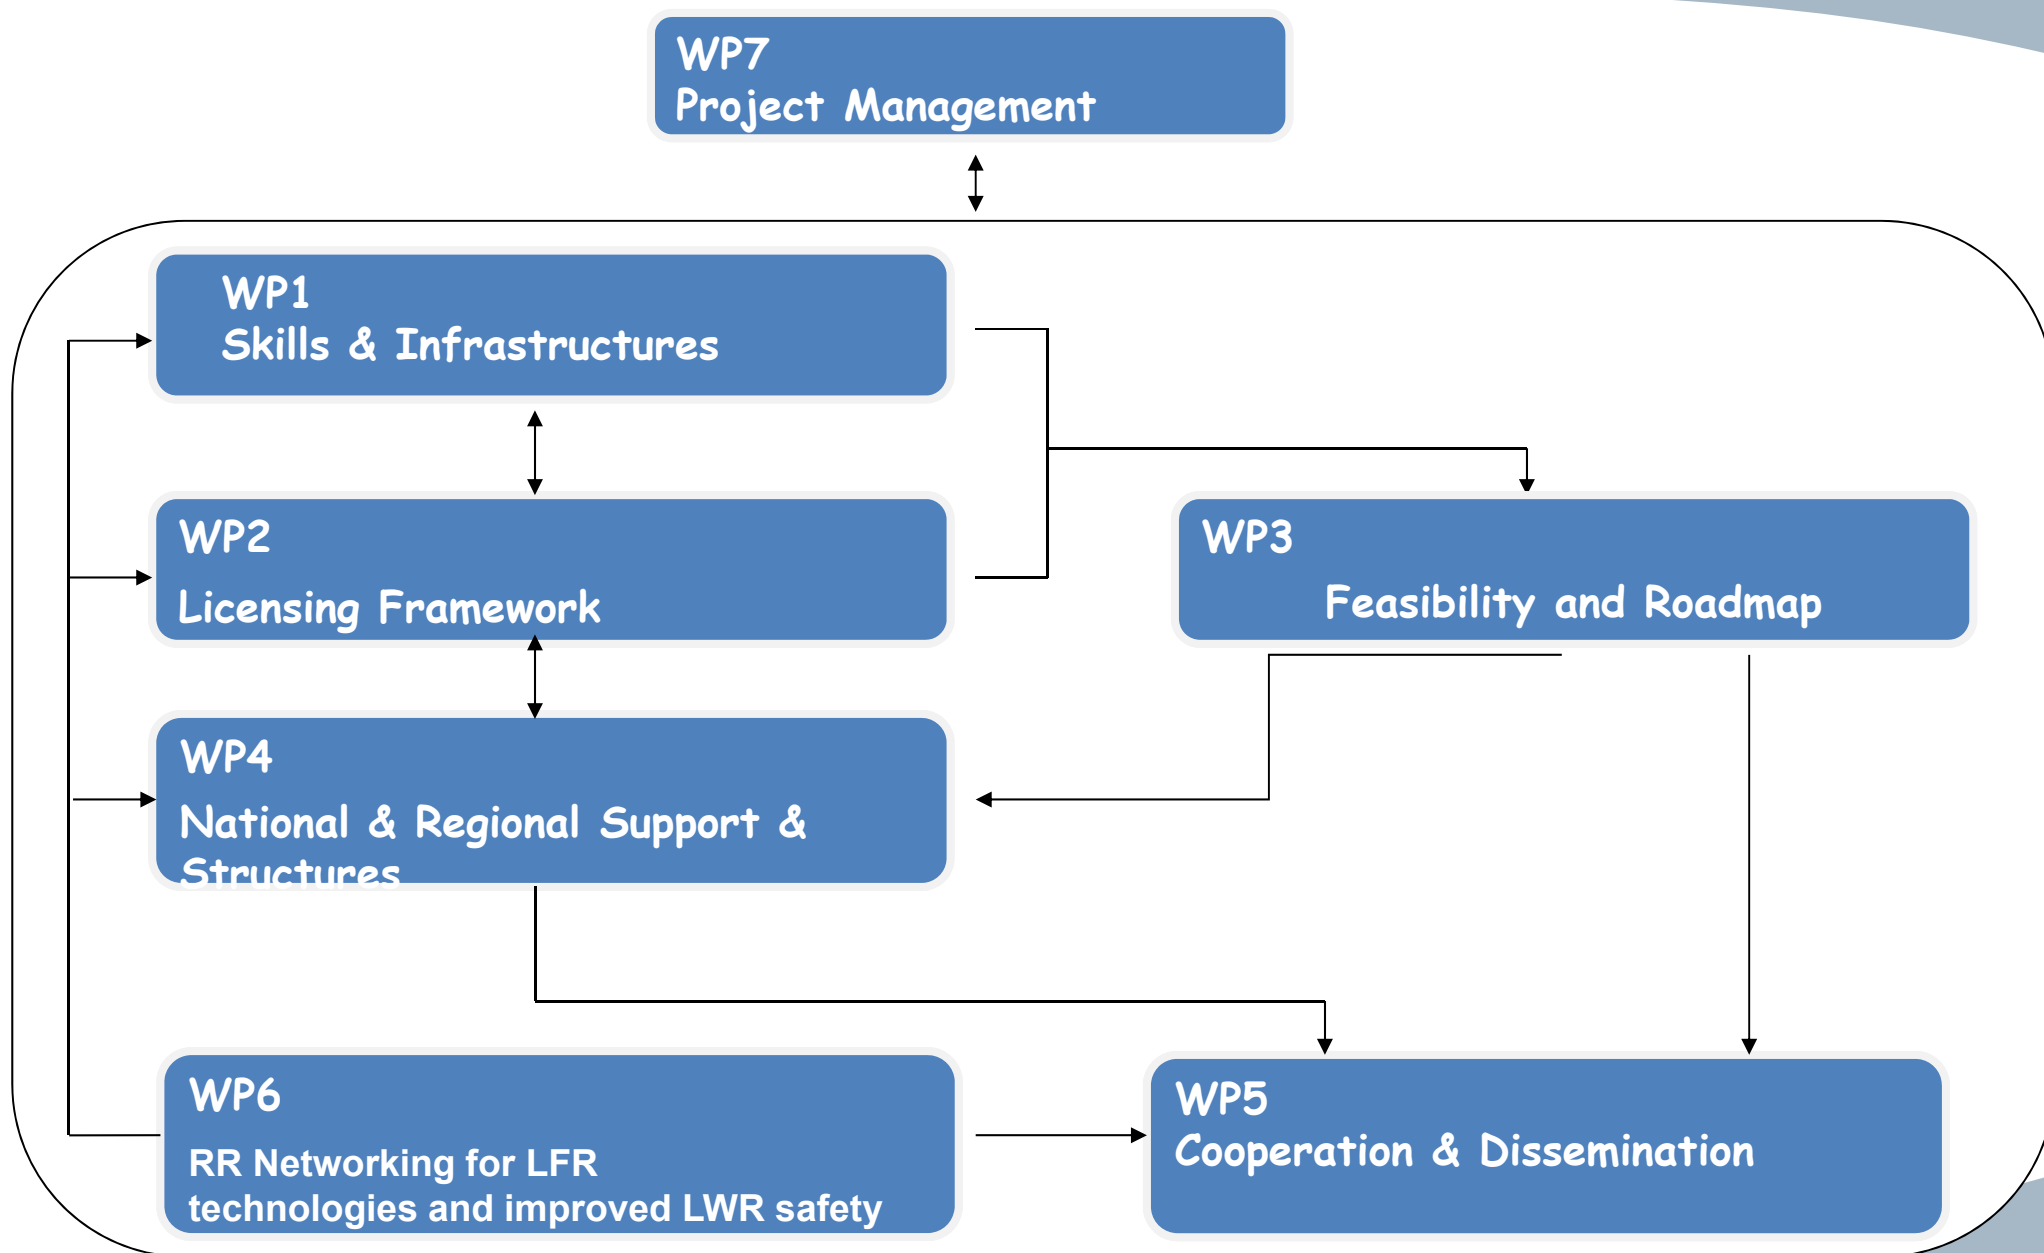 WP7
Project Management
WP1
Skills & Infrastructures
WP2
Licensing Framework
WP3
Feasibility and Roadmap
WP4
National & Regional Support &
Structures
WP6
RR Networking for LFR
technologies and improved LWR safety
WP5
Cooperation & Dissemination